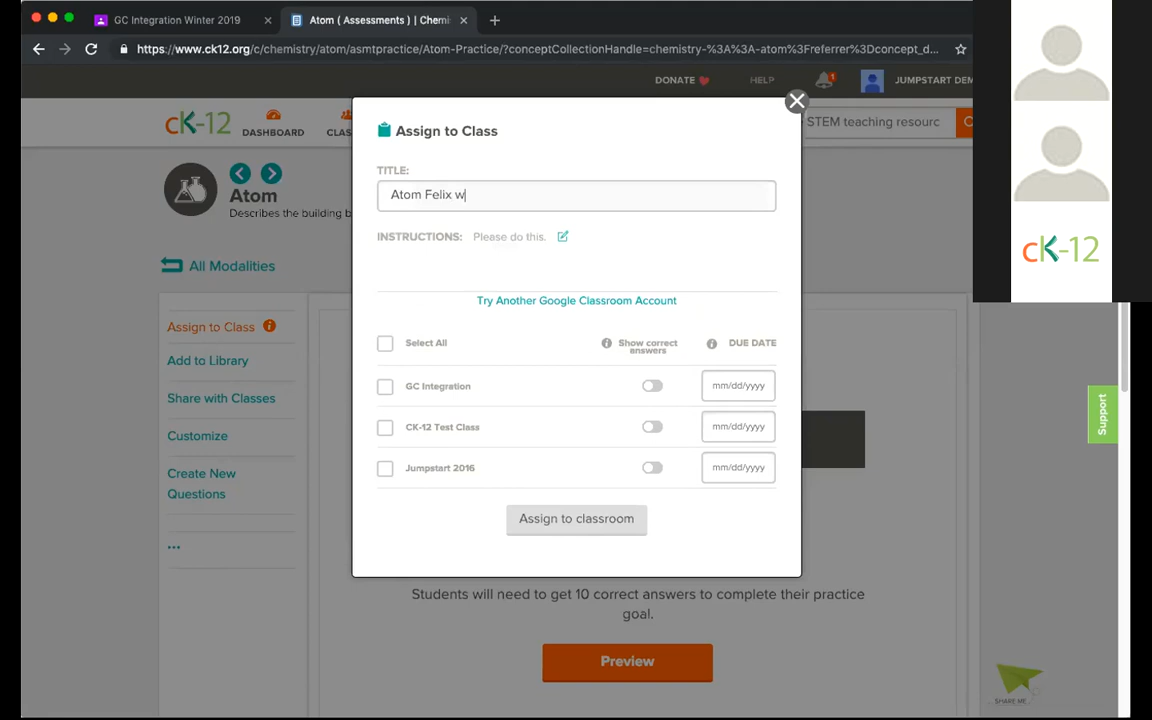 GC Integration Winter 2019
Atom ( Assessments ) | Chemi
https://www.ck12.org/c/chemistry/atom/asmtpractice/Atom-Practice/?conceptCollectionHandle=chemistry-%3A%3A-atom%3Freferrer%3Dconcept_d...
DONATE
HELP
1
JUMPSTART DEM
cK-12
DASHBOARD
CLAS
STEM teaching resourc
cK-12
Atom
Describes the building b
All Modalities
Assign to Class
Add to Library
Share with Classes
Customize
Create New
Questions
...
Assign to Class
TITLE:
Atom Felix w
INSTRUCTIONS: Please do this.
Try Another Google Classroom Account
Select All
Show correct
answers
DUE DATE
GC Integration
mm/dd/yyyy
CK-12 Test Class
mm/dd/yyyy
Jumpstart 2016
mm/dd/yyyy
Assign to classroom
Students will need to get 10 correct answers to complete their practice
goal.
Preview
Support
SHARE ME